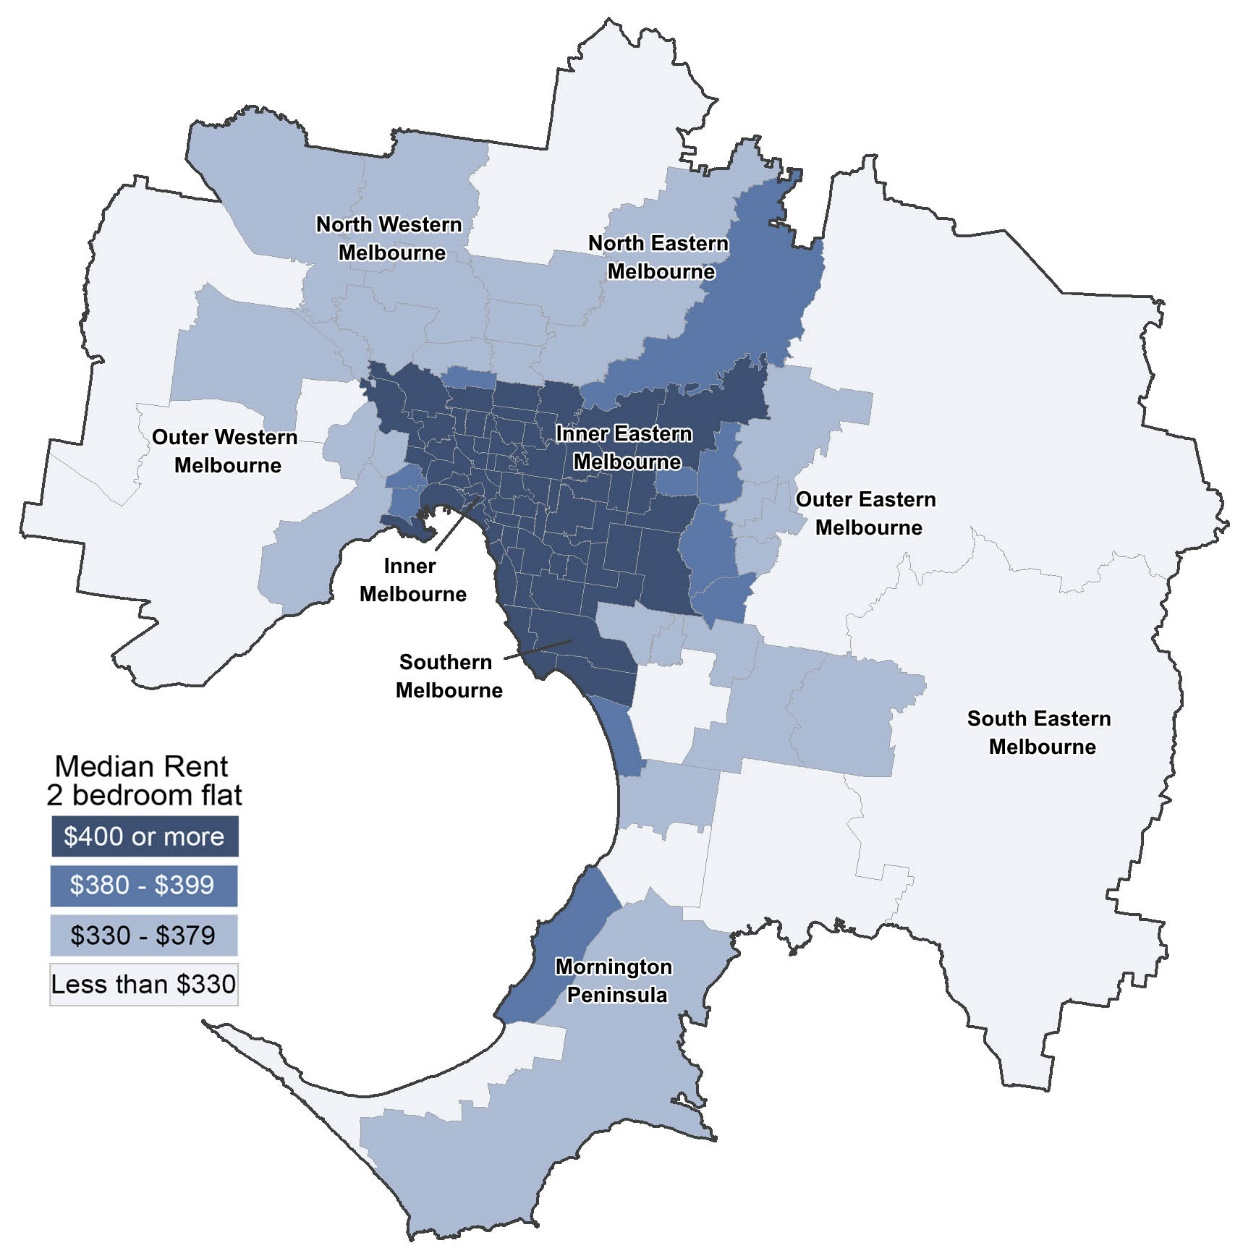 North Western
Melbourne
North Eastern
Melbourne
Outer Western
Melbourne
Inner Eastern
Melbourne
Outer Eastern
Melbourne
Inner
Melbourne
Southern
Melbourne
South Eastern
Melbourne
Median Rent
2 bedroom flat
$400 or more
$380 - $399
$330 - $379
Less than $330
Mornington
Peninsula